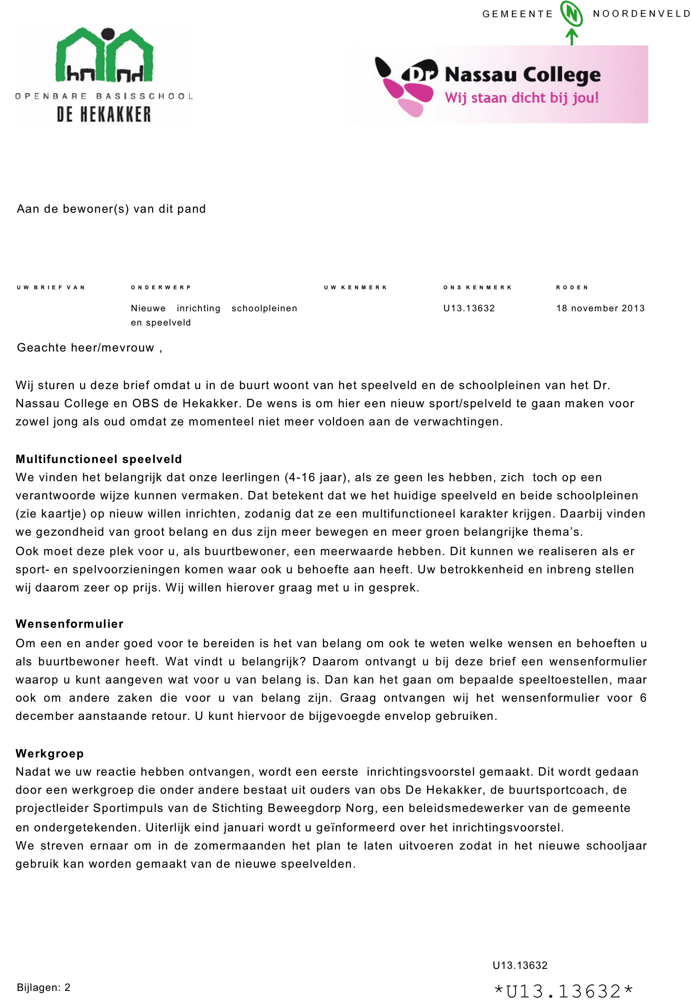 GEMEENTE N NOORDENVELD
OPENBARE BASISSCHOOL
DE HEKAKKER
Dr Nassau College
Wij staan dicht bij jou!
Aan de bewoner(s) van dit pand
UW BRIEF VAN ONDERWERP UW KENMERK ONS KENMERK RODEN
Nieuwe inrichting schoolpleinen U13.13632 18 november 2013
en speelveld
Geachte heer/mevrouw ,
Wij sturen u deze brief omdat u in de buurt woont van het speelveld en de schoolpleinen van het Dr.
Nassau College en OBS de Hekakker. De wens is om hier een nieuw sport/spelveld te gaan maken voor
zowel jong als oud omdat ze momenteel niet meer voldoen aan de verwachtingen.
Multifunctioneel speelveld
We vinden het belangrijk dat onze leerlingen (4-16 jaar), als ze geen les hebben, zich  toch op een
verantwoorde wijze kunnen vermaken. Dat betekent dat we het huidige speelveld en beide schoolpleinen
(zie kaartje) op nieuw willen inrichten, zodanig dat ze een multifunctioneel karakter krijgen. Daarbij vinden
we gezondheid van groot belang en dus zijn meer bewegen en meer groen belangrijke thema’s.
Ook moet deze plek voor u, als buurtbewoner, een meerwaarde hebben. Dit kunnen we realiseren als er
sport- en spelvoorzieningen komen waar ook u behoefte aan heeft. Uw betrokkenheid en inbreng stellen
wij daarom zeer op prijs. Wij willen hierover graag met u in gesprek.
Wensenformulier
Om een en ander goed voor te bereiden is het van belang om ook te weten welke wensen en behoeften u
als buurtbewoner heeft. Wat vindt u belangrijk? Daarom ontvangt u bij deze brief een wensenformulier
waarop u kunt aangeven wat voor u van belang is. Dan kan het gaan om bepaalde speeltoestellen, maar
ook om andere zaken die voor u van belang zijn. Graag ontvangen wij het wensenformulier voor 6
december aanstaande retour. U kunt hiervoor de bijgevoegde envelop gebruiken.
Werkgroep
Nadat we uw reactie hebben ontvangen, wordt een eerste  inrichtingsvoorstel gemaakt. Dit wordt gedaan
door een werkgroep die onder andere bestaat uit ouders van obs De Hekakker, de buurtsportcoach, de
projectleider Sportimpuls van de Stichting Beweegdorp Norg, een beleidsmedewerker van de gemeente
en ondergetekenden. Uiterlijk eind januari wordt u geïnformeerd over het inrichtingsvoorstel.
We streven ernaar om in de zomermaanden het plan te laten uitvoeren zodat in het nieuwe schooljaar
gebruik kan worden gemaakt van de nieuwe speelvelden.
U13.13632
Bijlagen: 2 *U13.13632*